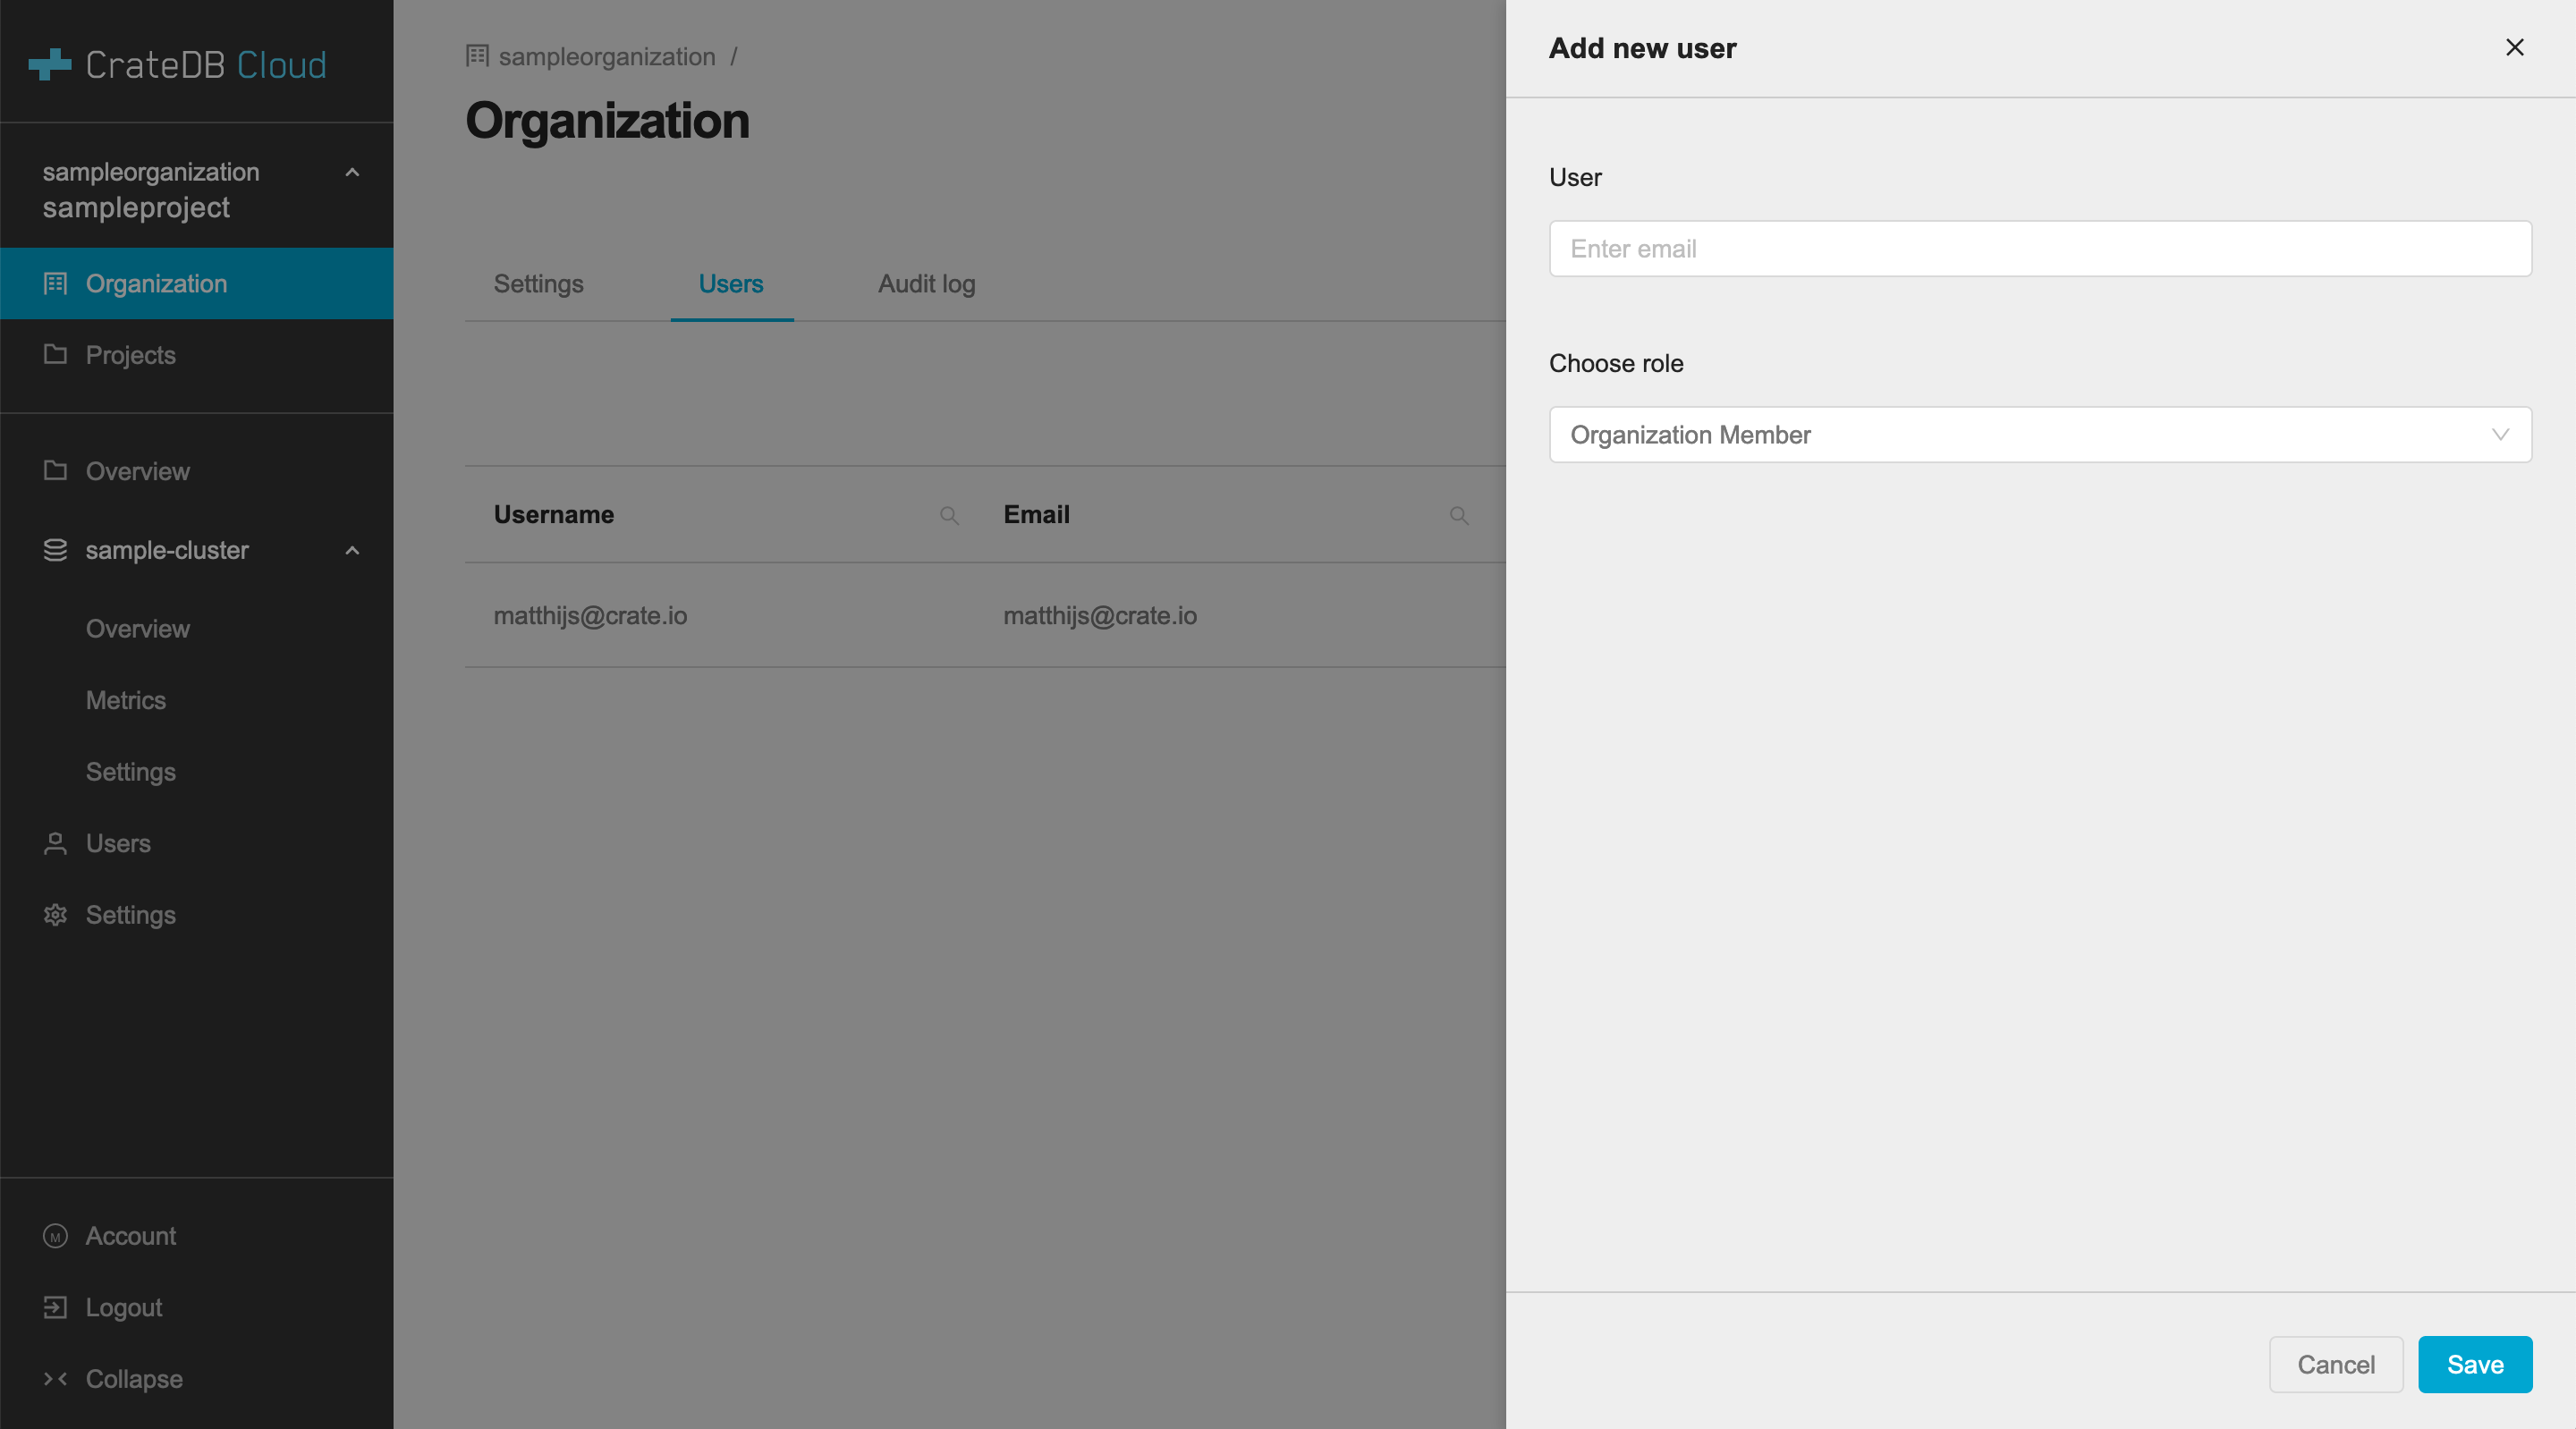 CrateDB Cloud
sampleorganization
sampleproject
Organization
Projects
Overview
sample-cluster
Overview
Metrics
Settings
Users
Settings
M
Account
Logout
Collapse
sampleorganization /
Organization
Settings
Users
Audit log
Username
Email
matthijs@crate.io
matthijs@crate.io
Add new user
User
Enter email
Choose role
Organization Member
Cancel
Save